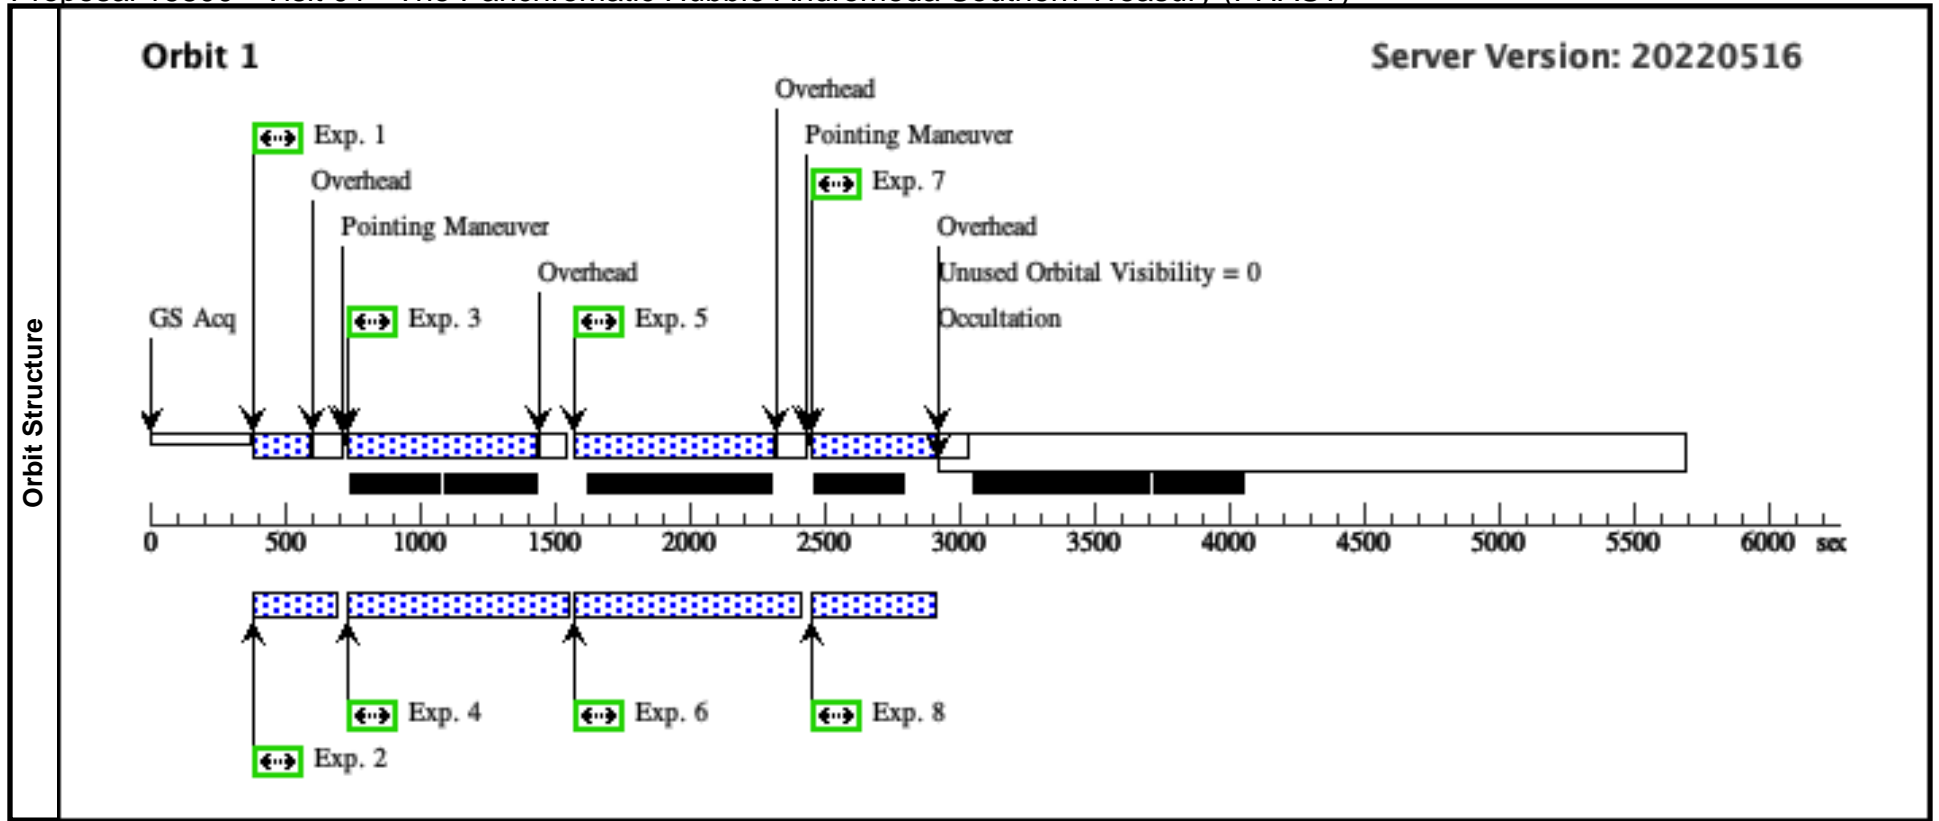 Orbit Structure
Orbit 1
Server Version: 20220516
Overhead
Exp. 1
Pointing Maneuver
Overhead
Exp. 7
Pointing Maneuver
Overhead
Overhead
Unused Orbital Visibility = 0
GS Acq
Exp. 3
Exp. 5
Occultation
0 500 1000 1500 2000 2500 3000 3500 4000 4500 5000 5500 6000 sec
Exp. 4
Exp. 6
Exp. 8
Exp. 2